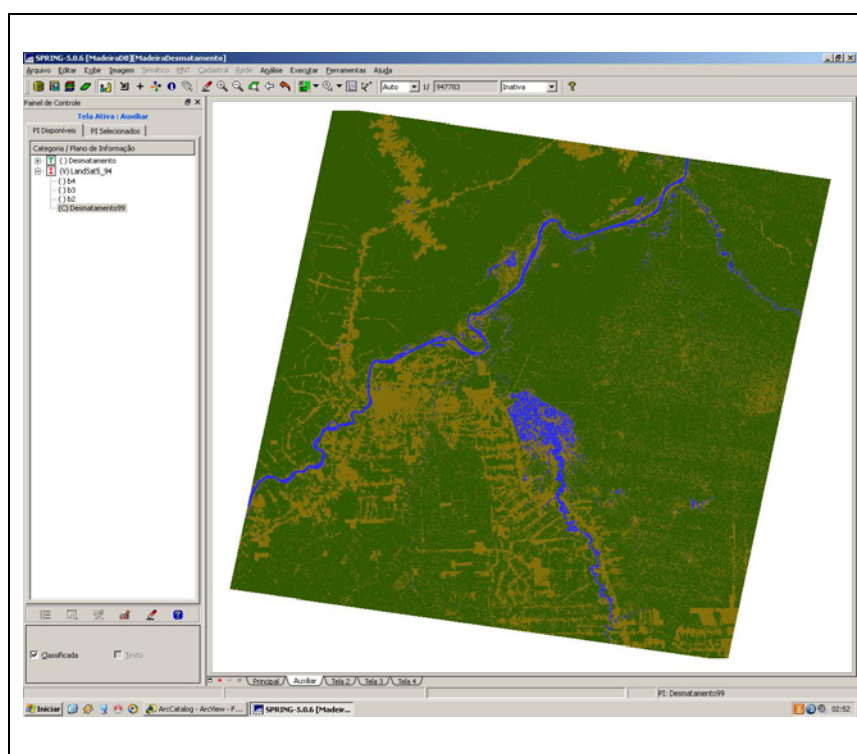 SPRING-5.0.6 [MadeiraDB][MadeiraDesmatamento]
Arquivo Editar Exibir Imagem Temático MNT Cadastral Rede Análise Executar Ferramentas Ajuda
Auto 1/ 947783 Inativa
Painel de Controle
Tela Ativa : Auxiliar
PI Disponíveis PI Selecionados
Categoria / Plano de Informação
( ) Desmatamento
(V) LandSat5_94
( ) b4
( ) b3
( ) b2
(C) Desmatamento99
Classificada Texto
Principal Auxiliar Tela 2 Tela 3 Tela 4
PI: Desmatamento99
Iniciar ArcCatalog - ArcView - F... SPRING-5.0.6 [Madeir... 02:52